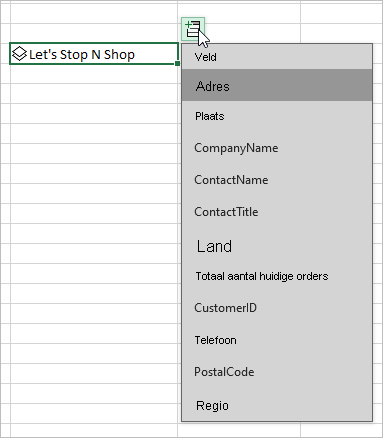 Let's Stop N Shop
Veld
Adres
Plaats
CompanyName
ContactName
ContactTitle
Land
Totaal aantal huidige orders
CustomerID
Telefoon
PostalCode
Regio